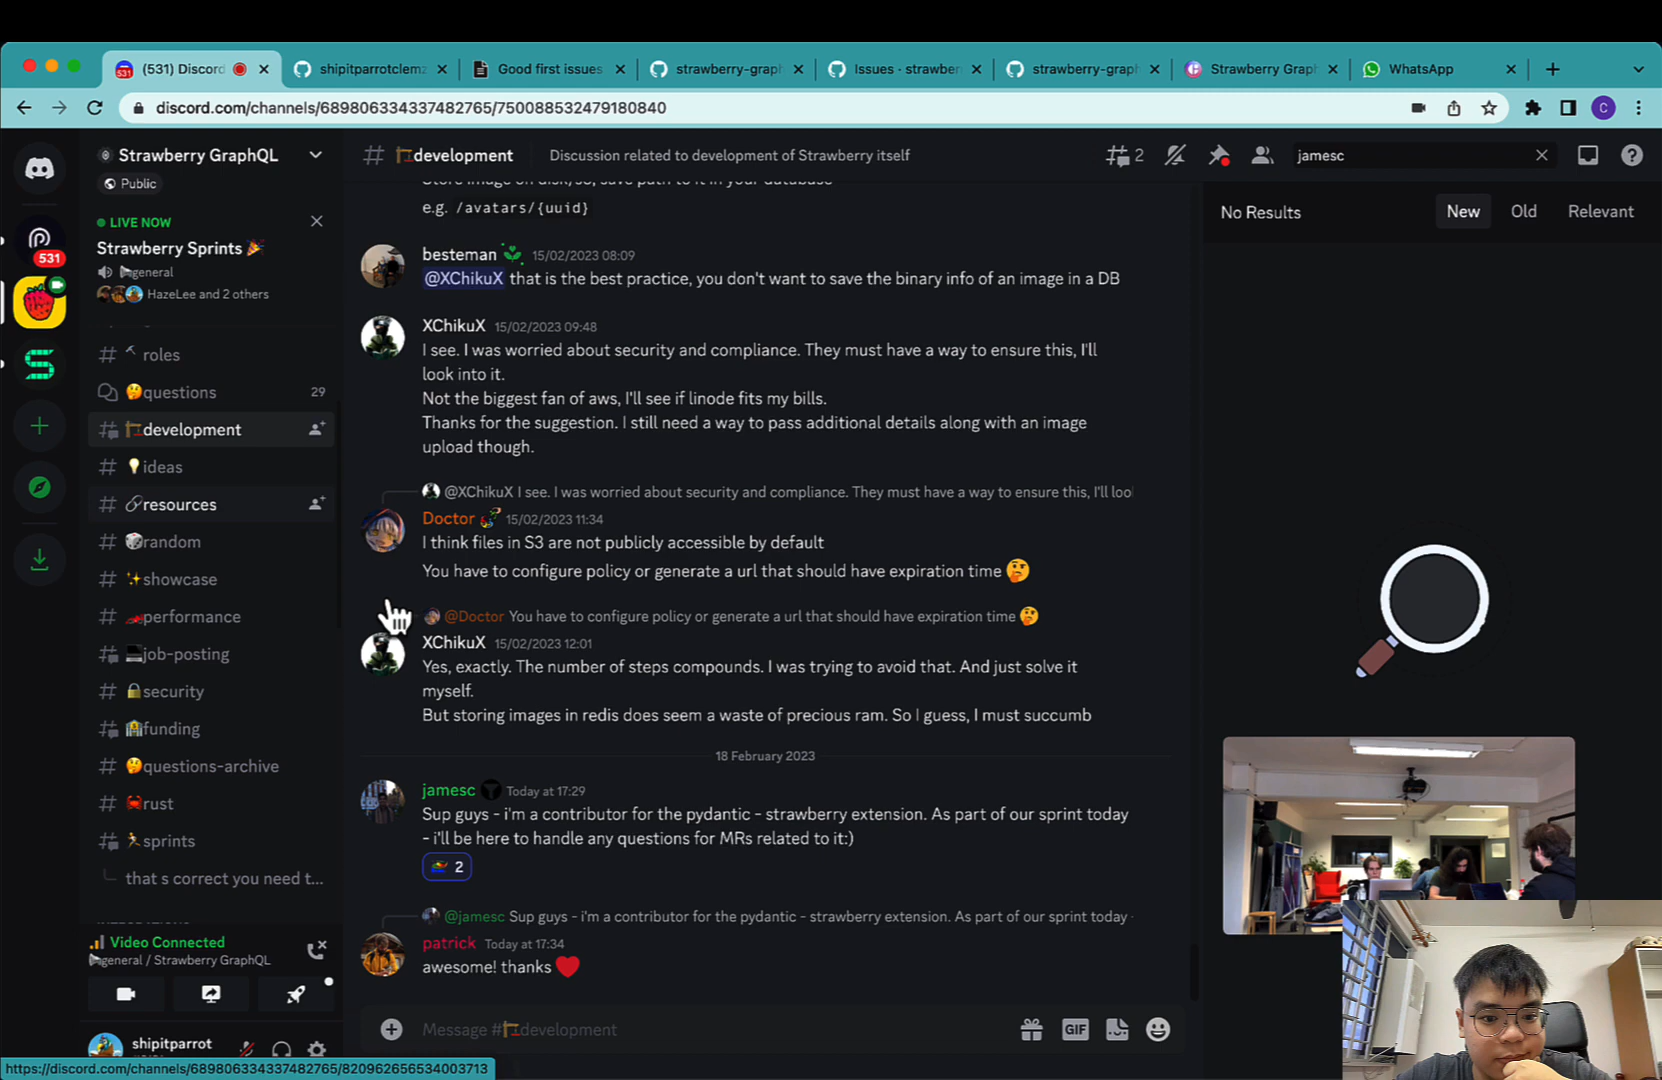 (531) Discord
shipitparrotclemz
Good first issues
strawberry-graph
Issues · strawber
strawberry-graph
Strawberry Graph
WhatsApp
discord.com/channels/689806334337482765/750088532479180840
C
Strawberry GraphQL
Public
LIVE NOW
Strawberry Sprints
general
HazeLee and 2 others
531
531
roles
questions
29
development
ideas
resources
random
showcase
performance
job-posting
security
funding
questions-archive
rust
sprints
that s correct you need t...
Video Connected
general / Strawberry GraphQL
shipitparrot
https://discord.com/channels/689806334337482765/820962656534003713
development
Discussion related to development of Strawberry itself
2
jamesc
e.g. /avatars/{uuid}
besteman 15/02/2023 08:09
@XChikuX that is the best practice, you don't want to save the binary info of an image in a DB
XChikuX 15/02/2023 09:48
I see. I was worried about security and compliance. They must have a way to ensure this, I'll
look into it.
Not the biggest fan of aws, I'll see if linode fits my bills.
Thanks for the suggestion. I still need a way to pass additional details along with an image
upload though.
@XChikuX I see. I was worried about security and compliance. They must have a way to ensure this, I'll loo
Doctor 15/02/2023 11:34
I think files in S3 are not publicly accessible by default
You have to configure policy or generate a url that should have expiration time 🤔
@Doctor You have to configure policy or generate a url that should have expiration time 🤔
XChikuX 15/02/2023 12:01
Yes, exactly. The number of steps compounds. I was trying to avoid that. And just solve it
myself.
But storing images in redis does seem a waste of precious ram. So I guess, I must succumb
18 February 2023
jamesc Today at 17:29
Sup guys - i'm a contributor for the pydantic - strawberry extension. As part of our sprint today
- i'll be here to handle any questions for MRs related to it:)
2
@jamesc Sup guys - i'm a contributor for the pydantic - strawberry extension. As part of our sprint today
patrick Today at 17:34
awesome! thanks ❤️
Message #development
GIF
No Results
New
Old
Relevant